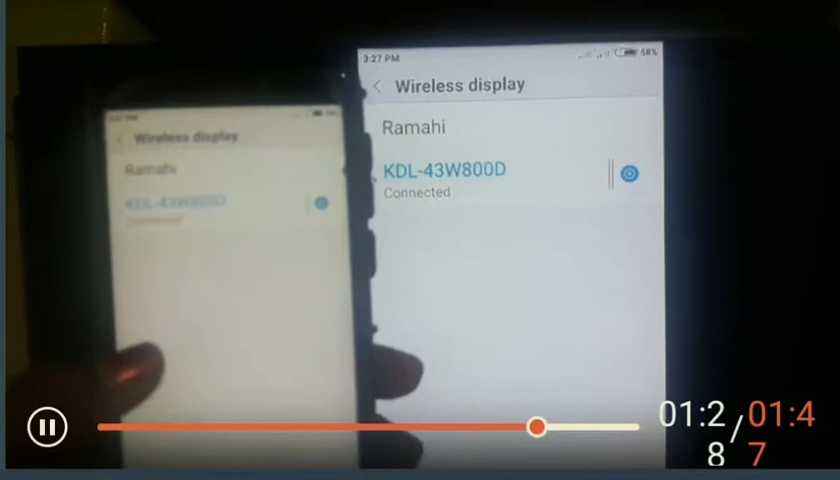 3:27 PM
58%
Wireless display
Ramahi
KDL-43W800D
Connected
Wireless display
Ramahi
KDL-43W800D
Connected
01:28/01:47